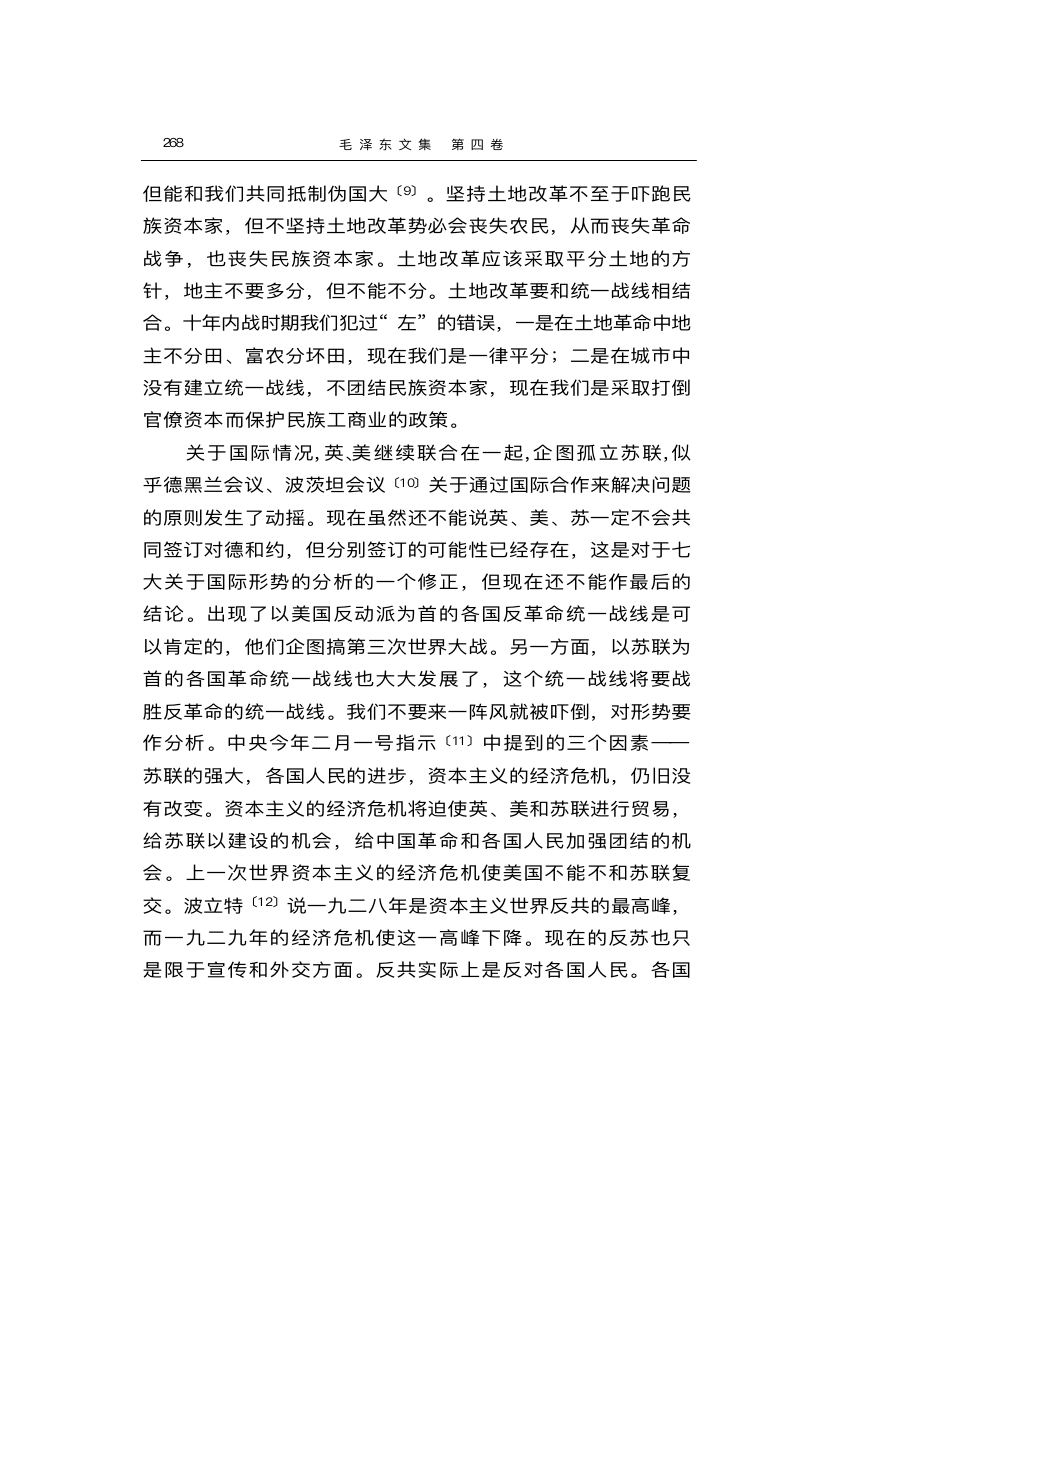 268 毛泽东文集 第四卷
但能和我们共同抵制伪国大〔9〕。坚持土地改革不至于吓跑民
族资本家，但不坚持土地改革势必会丧失农民，从而丧失革命
战争，也丧失民族资本家。土地改革应该采取平分土地的方
针，地主不要多分，但不能不分。土地改革要和统一战线相结
合。十年内战时期我们犯过“左”的错误，一是在土地革命中地
主不分田、富农分坏田，现在我们是一律平分；二是在城市中
没有建立统一战线，不团结民族资本家，现在我们是采取打倒
官僚资本而保护民族工商业的政策。
关于国际情况，英、美继续联合在一起，企图孤立苏联，似
乎德黑兰会议、波茨坦会议〔10〕关于通过国际合作来解决问题
的原则发生了动摇。现在虽然还不能说英、美、苏一定不会共
同签订对德和约，但分别签订的可能性已经存在，这是对于七
大关于国际形势的分析的一个修正，但现在还不能作最后的
结论。出现了以美国反动派为首的各国反革命统一战线是可
以肯定的，他们企图搞第三次世界大战。另一方面，以苏联为
首的各国革命统一战线也大大发展了，这个统一战线将要战
胜反革命的统一战线。我们不要来一阵风就被吓倒，对形势要
作分析。中央今年二月一号指示〔11〕中提到的三个因素——
苏联的强大，各国人民的进步，资本主义的经济危机，仍旧没
有改变。资本主义的经济危机将迫使英、美和苏联进行贸易，
给苏联以建设的机会，给中国革命和各国人民加强团结的机
会。上一次世界资本主义的经济危机使美国不能不和苏联复
交。波立特〔12〕说一九二八年是资本主义世界反共的最高峰，
而一九二九年的经济危机使这一高峰下降。现在的反苏也只
是限于宣传和外交方面。反共实际上是反对各国人民。各国